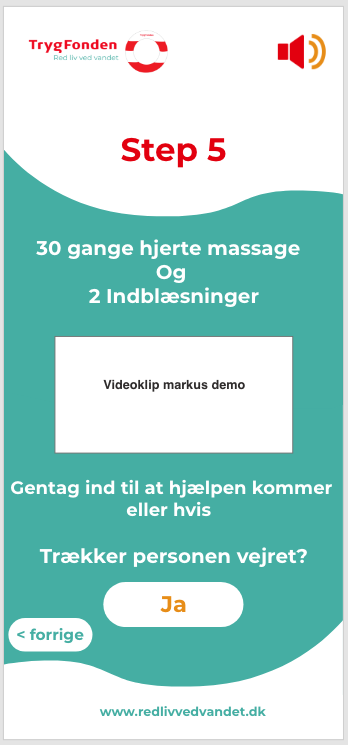 TrygFonden
Red liv ved vandet
Step 5
30 gange hjerte massage
Og
2 Indblæsninger
Videoklip markus demo
Gentag ind til at hjælpen kommer
eller hvis
Trækker personen vejret?
Ja
< forrige
www.redlivvedvandet.dk